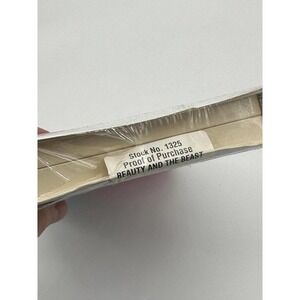 Stock No. 1325
Proof of Purchase
BEAUTY AND THE BEAST